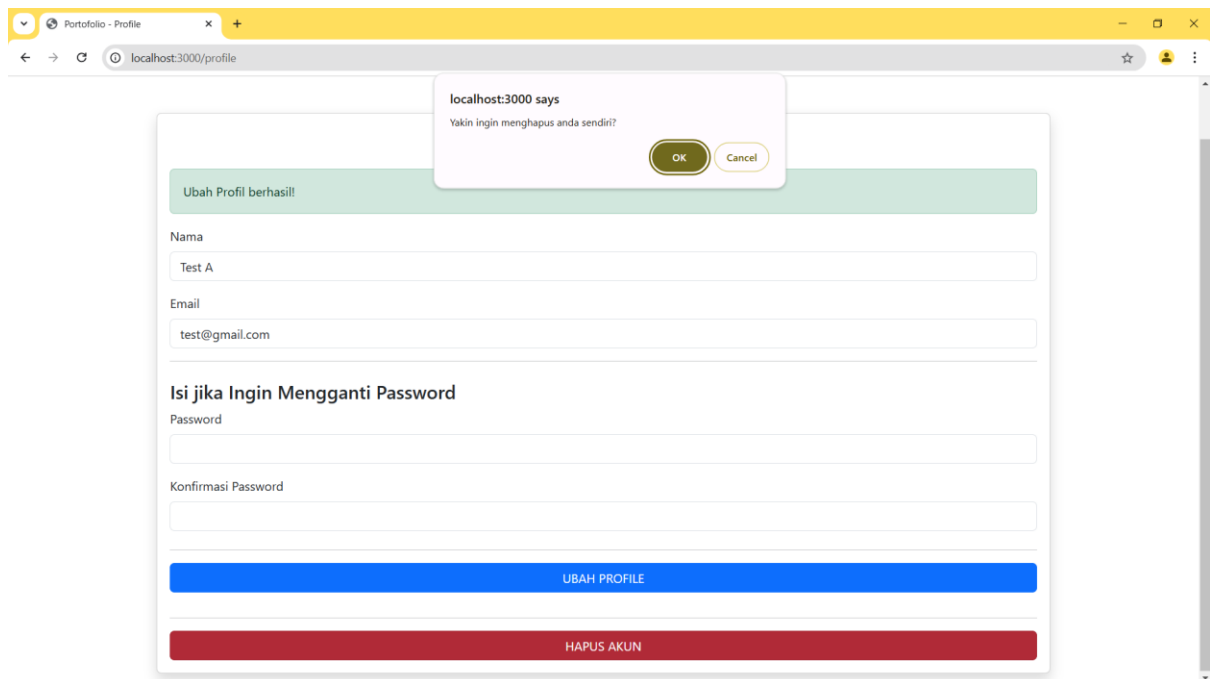 Portofolio - Profile
localhost:3000/profile
localhost:3000 says
Yakin ingin menghapus anda sendiri?
OK Cancel
Ubah Profil berhasil!
Nama
Test A
Email
test@gmail.com
Isi jika Ingin Mengganti Password
Password
Konfirmasi Password
UBAH PROFILE
HAPUS AKUN